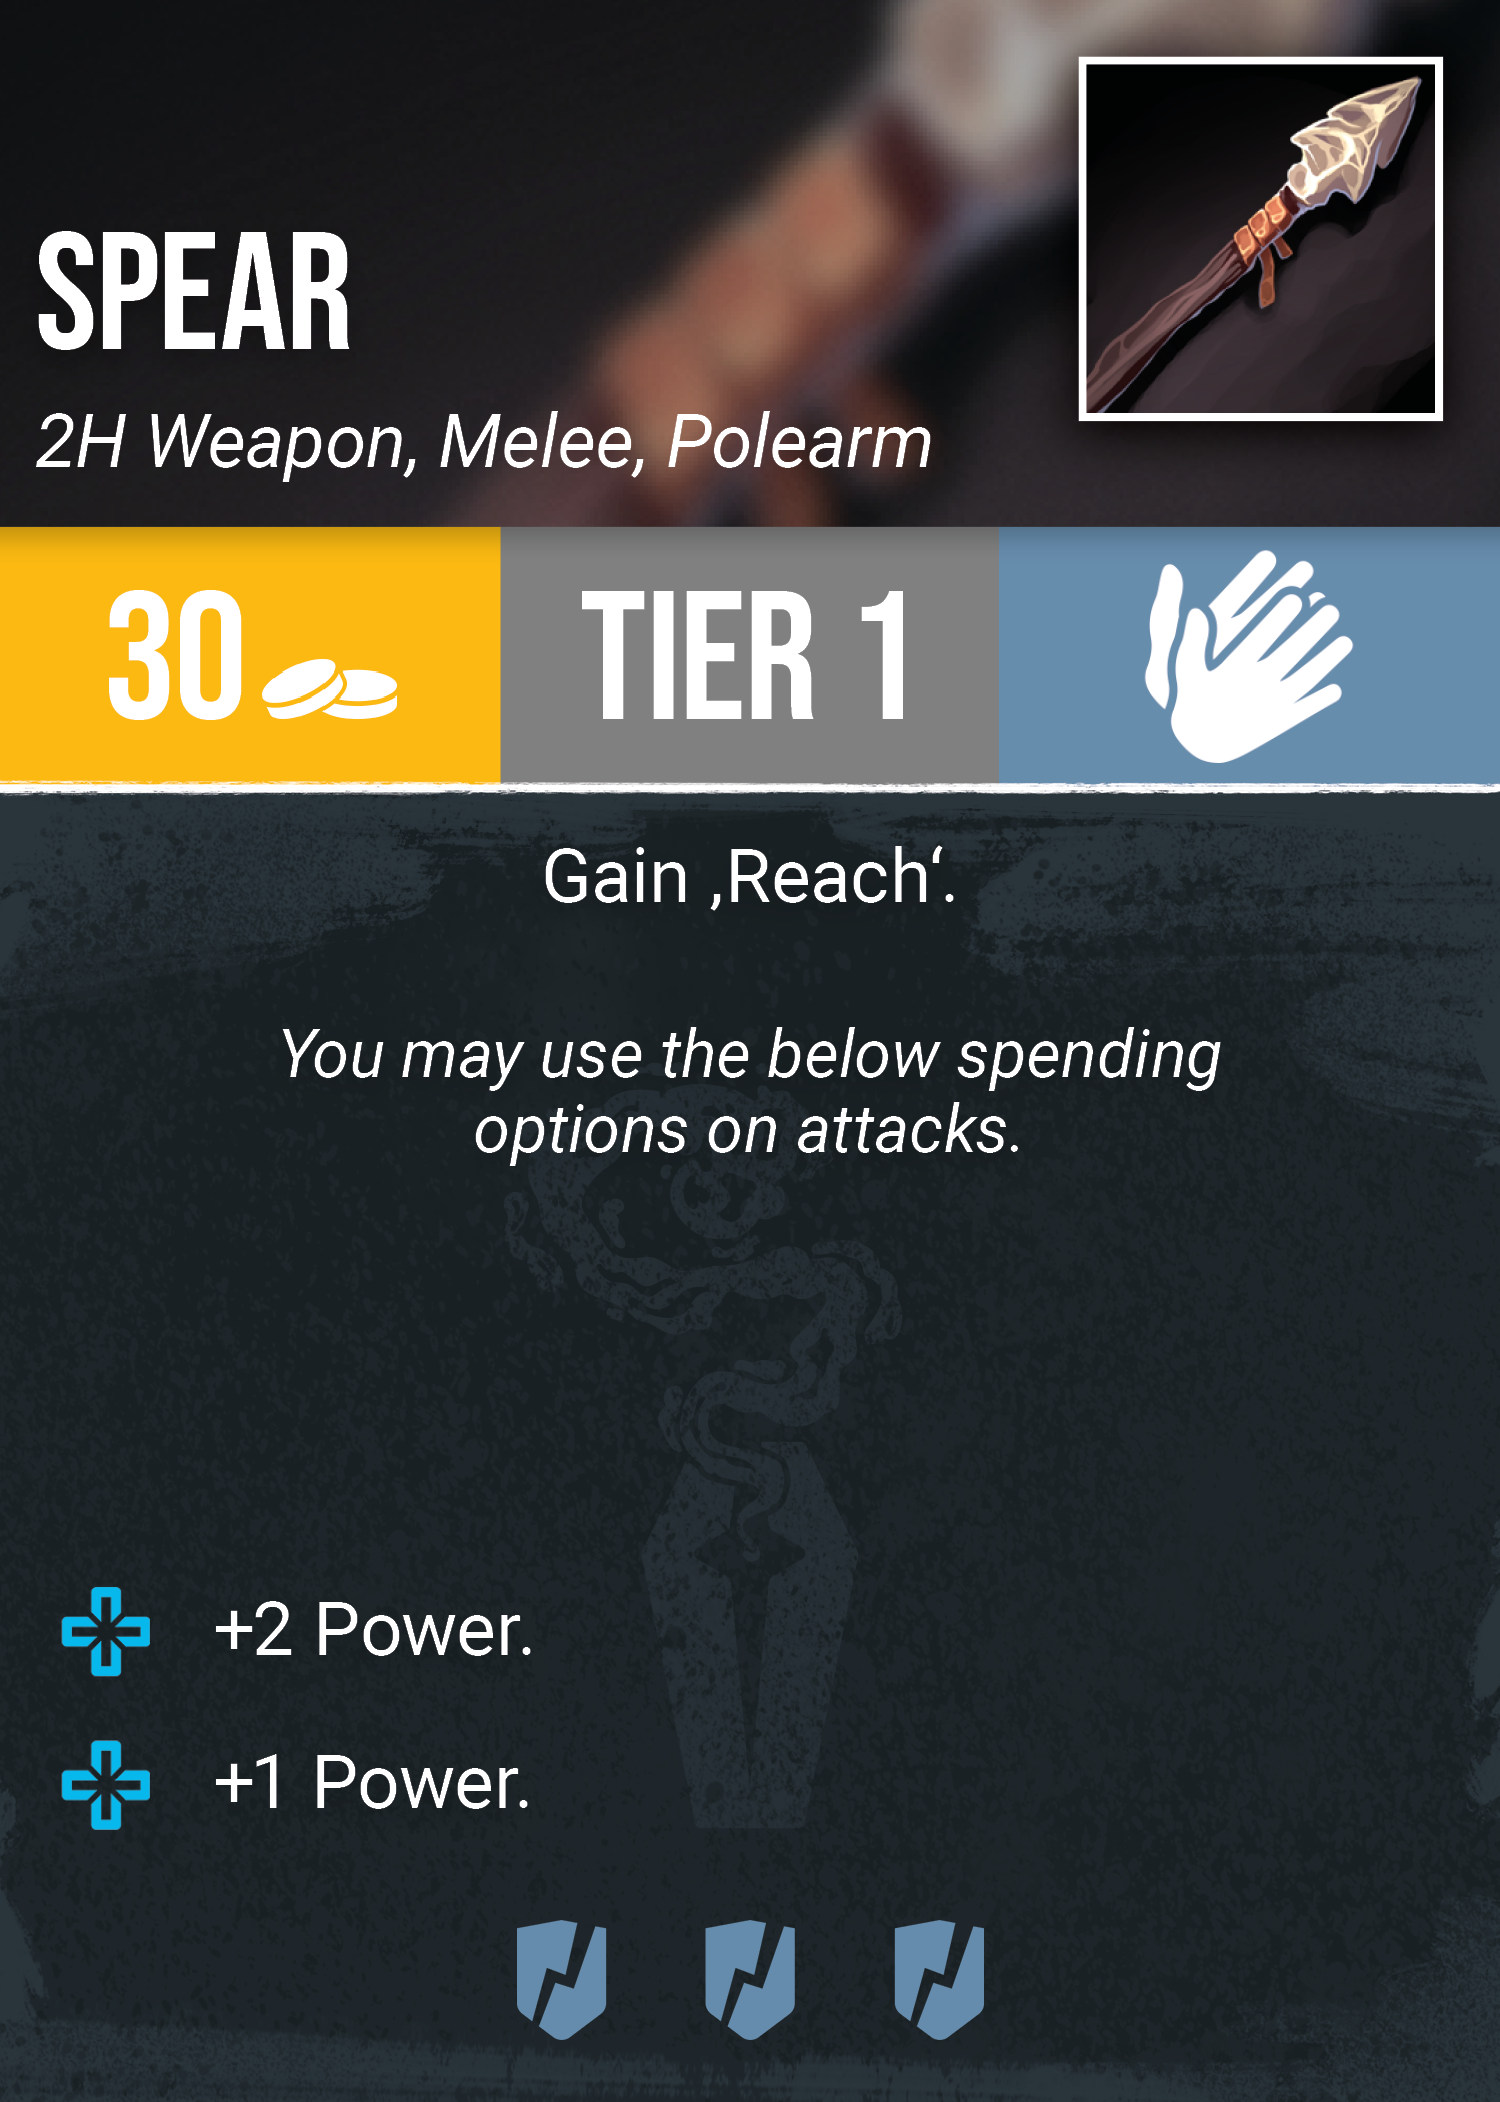 SPEAR
2H Weapon, Melee, Polearm
30
TIER 1
Gain ‚Reach‘.
You may use the below spending
options on attacks.
+2 Power.
+1 Power.